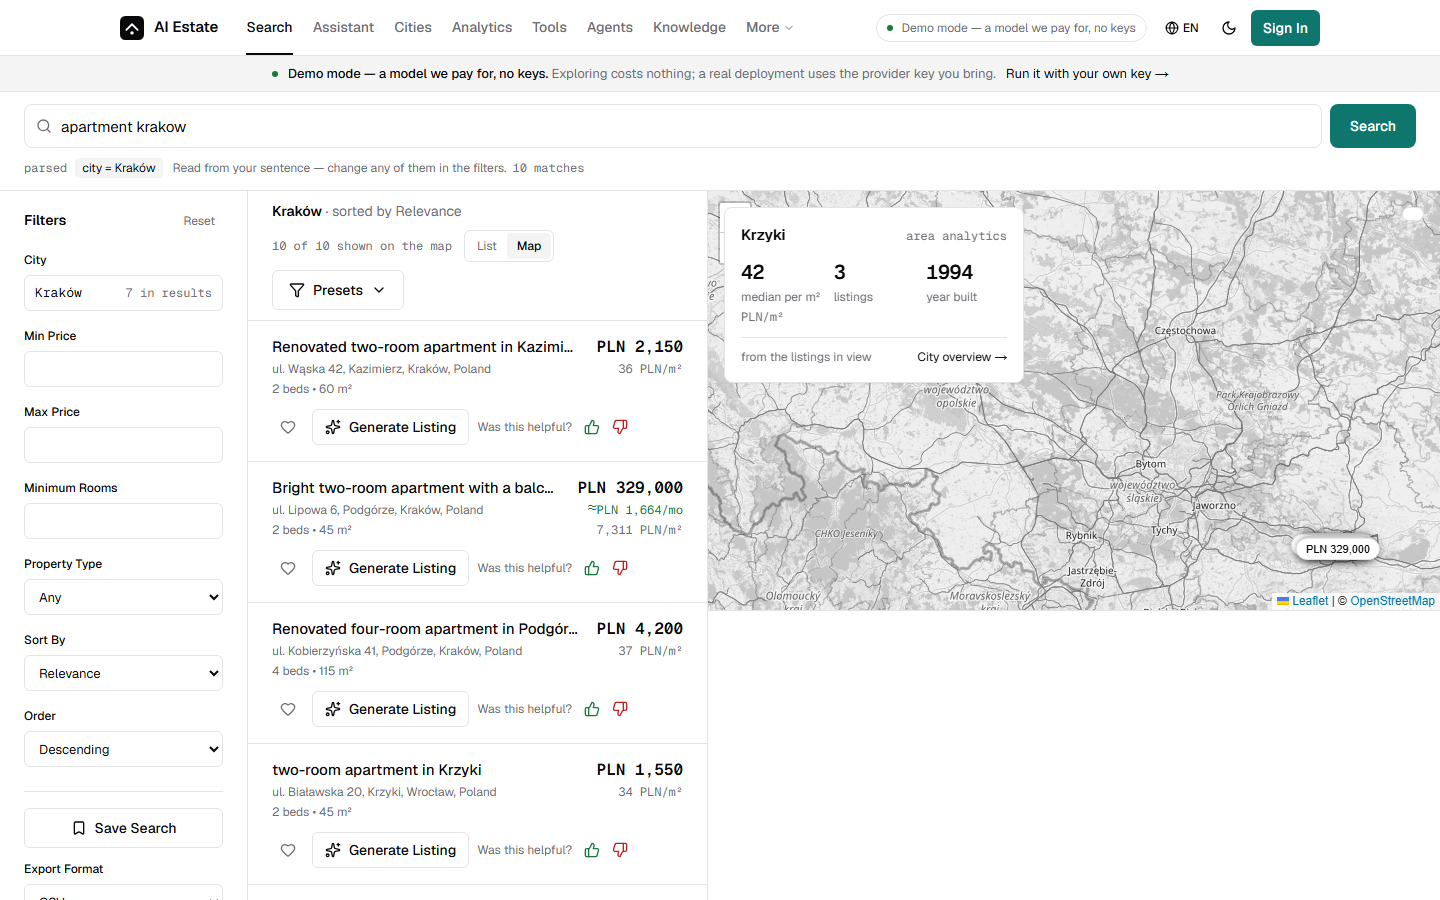 AI Estate
Search
Assistant
Cities
Analytics
Tools
Agents
Knowledge
More
Demo mode — a model we pay for, no keys
EN
Sign In
Demo mode — a model we pay for, no keys. Exploring costs nothing; a real deployment uses the provider key you bring. Run it with your own key →
apartment krakow
Search
parsed city = Kraków Read from your sentence — change any of them in the filters. 10 matches
Filters
Reset
City
Kraków 7 in results
Min Price
Max Price
Minimum Rooms
Property Type
Any
Sort By
Relevance
Order
Descending
Save Search
Export Format
Kraków · sorted by Relevance
10 of 10 shown on the map
List
Map
Presets
Renovated two-room apartment in Kazimi... PLN 2,150
ul. Wąska 42, Kazimierz, Kraków, Poland 36 PLN/m²
2 beds • 60 m²
Generate Listing Was this helpful?
Bright two-room apartment with a balc... PLN 329,000
ul. Lipowa 6, Podgórze, Kraków, Poland ≈PLN 1,664/mo
2 beds • 45 m² 7,311 PLN/m²
Generate Listing Was this helpful?
Renovated four-room apartment in Podgór... PLN 4,200
ul. Kobierzyńska 41, Podgórze, Kraków, Poland 37 PLN/m²
4 beds • 115 m²
Generate Listing Was this helpful?
two-room apartment in Krzyki PLN 1,550
ul. Białawska 20, Krzyki, Wrocław, Poland 34 PLN/m²
2 beds • 45 m²
Generate Listing Was this helpful?
Krzyki area analytics
42 3 1994
median per m² listings year built
PLN/m²
from the listings in view City overview →
Częstochowa
województwo
opolskie
Park Krajobrazowy
Orlich Gniazd
Bytom
województwo
śląskie
Jaworzno
CHKO Jeseníky
Rybnik
Tychy
PLN 329,000
Jastrzębie-
Zdrój
Olomoucký
kraj
Moravskoslezský
kraj
Leaflet | © OpenStreetMap